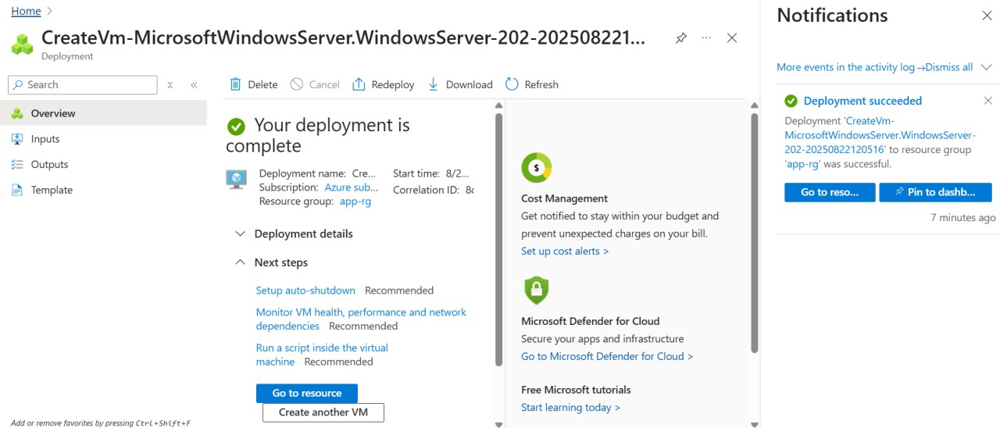 Home >
CreateVm-MicrosoftWindowsServer.WindowsServer-202-202508221...
Deployment
Search
Overview
Inputs
Outputs
Template
Add or remove favorites by pressing Ctrl+Shift+F
Delete Cancel Redeploy Download Refresh
Your deployment is
complete
Deployment name: Cre... Start time: 8/2...
Subscription: Azure sub... Correlation ID: 8c
Resource group: app-rg
Deployment details
Next steps
Setup auto-shutdown Recommended
Monitor VM health, performance and network
dependencies Recommended
Run a script inside the virtual
machine Recommended
Go to resource
Create another VM
$
Cost Management
Get notified to stay within your budget and
prevent unexpected charges on your bill.
Set up cost alerts >
Microsoft Defender for Cloud
Secure your apps and infrastructure
Go to Microsoft Defender for Cloud >
Free Microsoft tutorials
Start learning today >
Notifications
More events in the activity log → Dismiss all
Deployment succeeded
Deployment 'CreateVm-
MicrosoftWindowsServer.WindowsServer-
202-20250822120516' to resource group
'app-rg' was successful.
Go to reso... Pin to dashb...
7 minutes ago